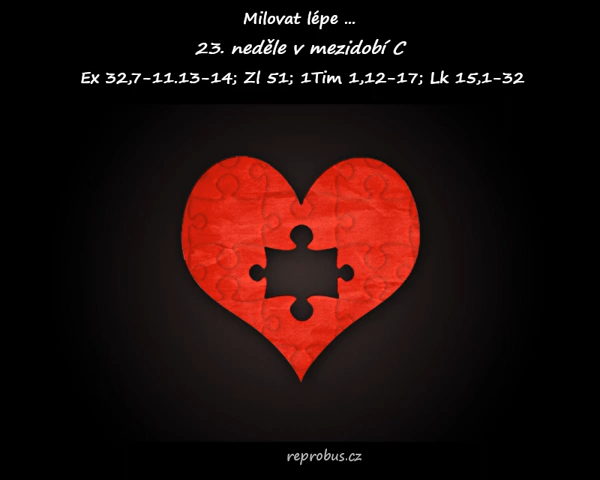 Milovat lépe ...
23. neděle v mezidobí C
Ex 32,7-11.13-14; Zl 51; 1Tim 1,12-17; Lk 15,1-32
reprobus.cz